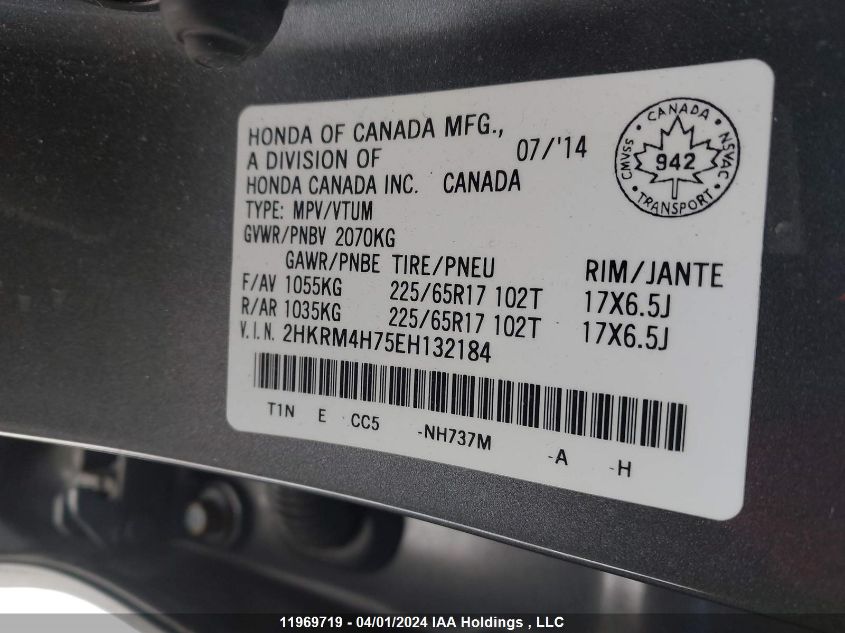 HONDA OF CANADA MFG.,
A DIVISION OF 07/'14
HONDA CANADA INC. CANADA
TYPE: MPV/VTUM
GVWR/PNBV 2070KG
GAWR/PNBE TIRE/PNEU RIM/JANTE
F/AV 1055KG 225/65R17 102T 17X6.5J
R/AR 1035KG 225/65R17 102T 17X6.5J
V.I.N. 2HKRM4H75EH132184
T1N E CC5 -NH737M -A -H
CANADA
CMVSS 942 NSVAC
TRANSPORT
11969719 - 04/01/2024 IAA Holdings , LLC